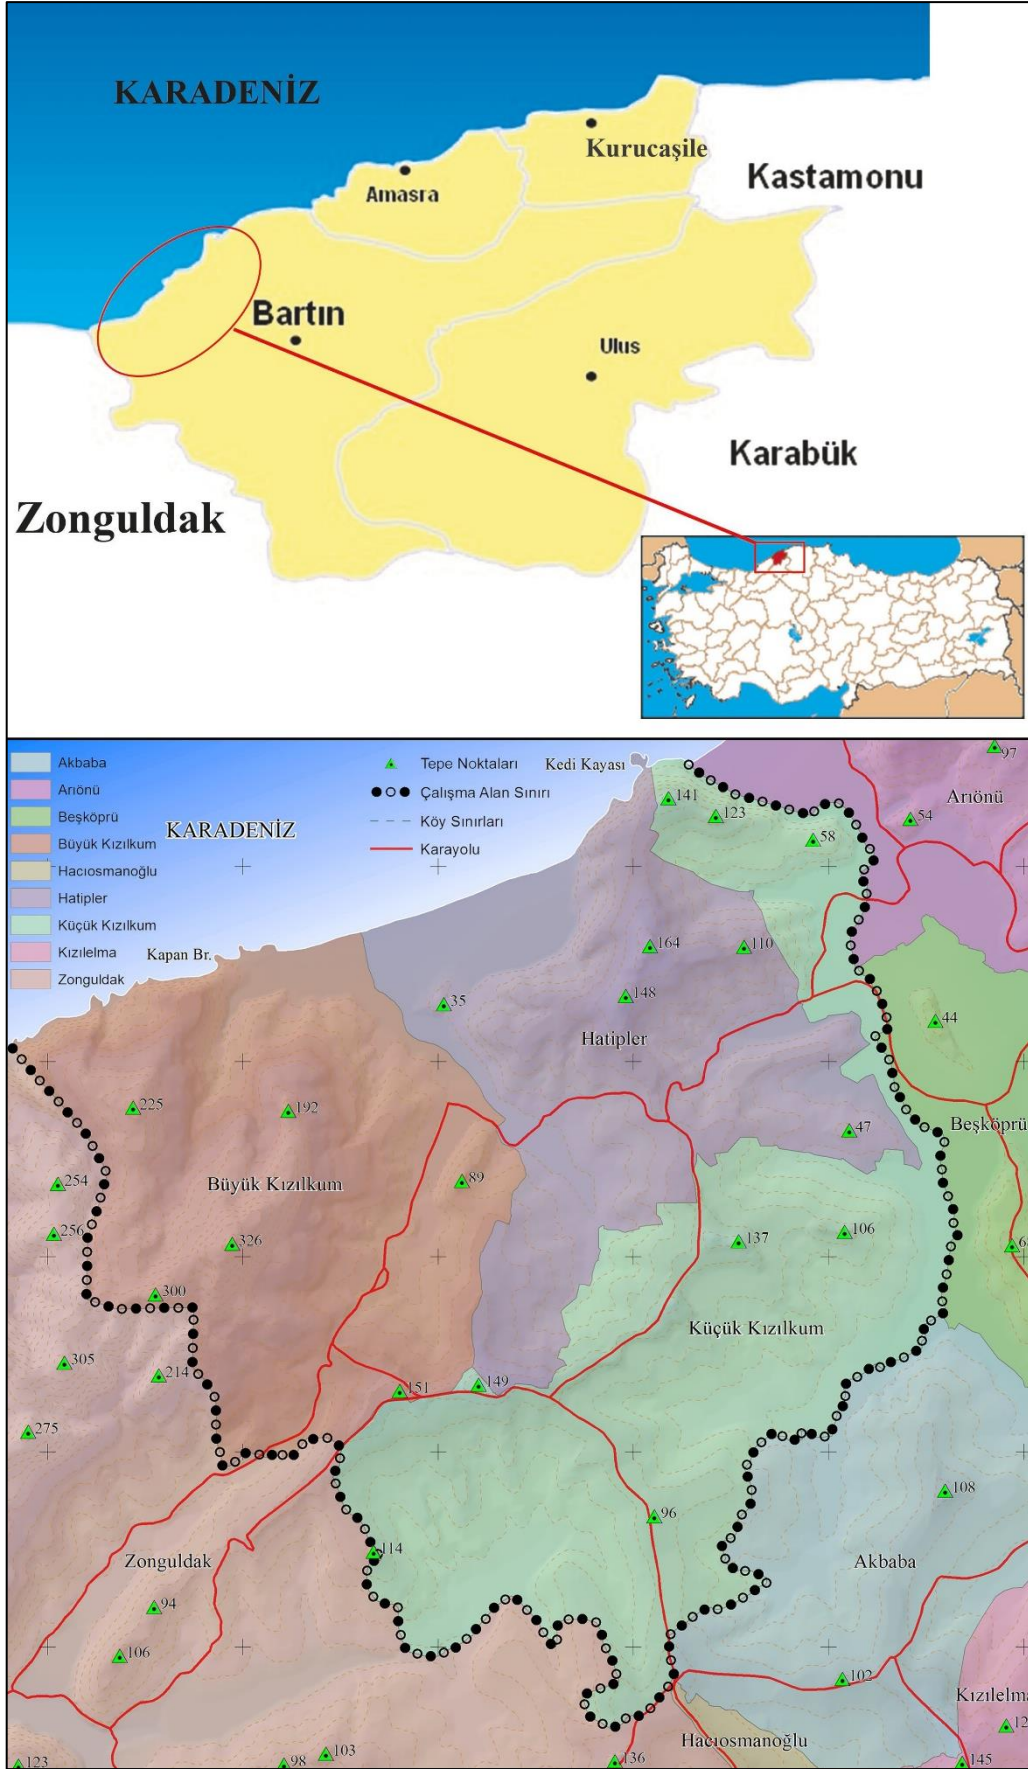 KARADENİZ
Kurucaşile
Kastamonu
Amasra
Bartın
Ulus
Karabük
Zonguldak
Akbaba
Arıönü
Beşköprü
Büyük Kızılkum
Hacıosmanoğlu
Hatipler
Küçük Kızılkum
Kızılelma
Zonguldak
Tepe Noktaları
Çalışma Alan Sınırı
Köy Sınırları
Karayolu
KARADENİZ
Kedi Kayası
Kapan Br.
97
Arıönü
141
123
54
58
164
110
148
35
44
Hatipler
225
192
47
Beşköprü
254
Büyük Kızılkum
89
256
326
137
106
300
Küçük Kızılkum
305
214
151
149
275
108
96
114
Zonguldak
Akbaba
94
106
102
Kızılelma
Hacıosmanoğlu
123
98
103
136
145